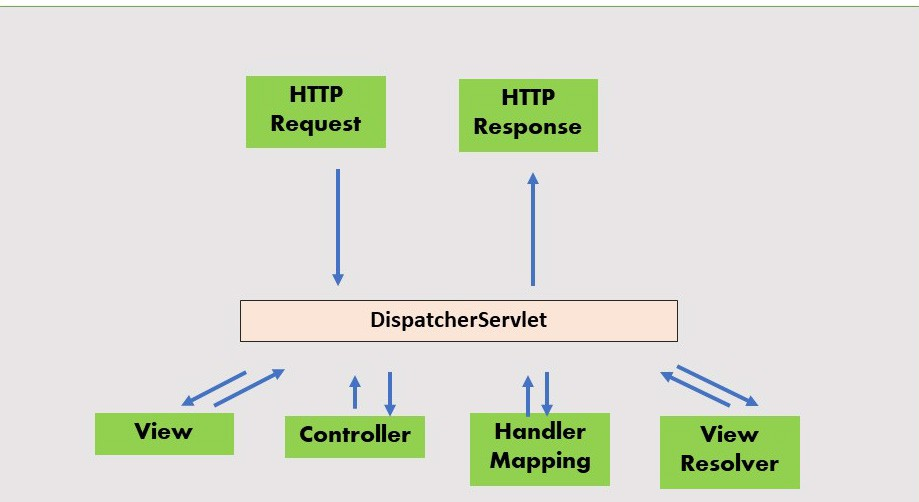 HTTP
Request
HTTP
Response
DispatcherServlet
View
Controller
Handler
Mapping
View
Resolver